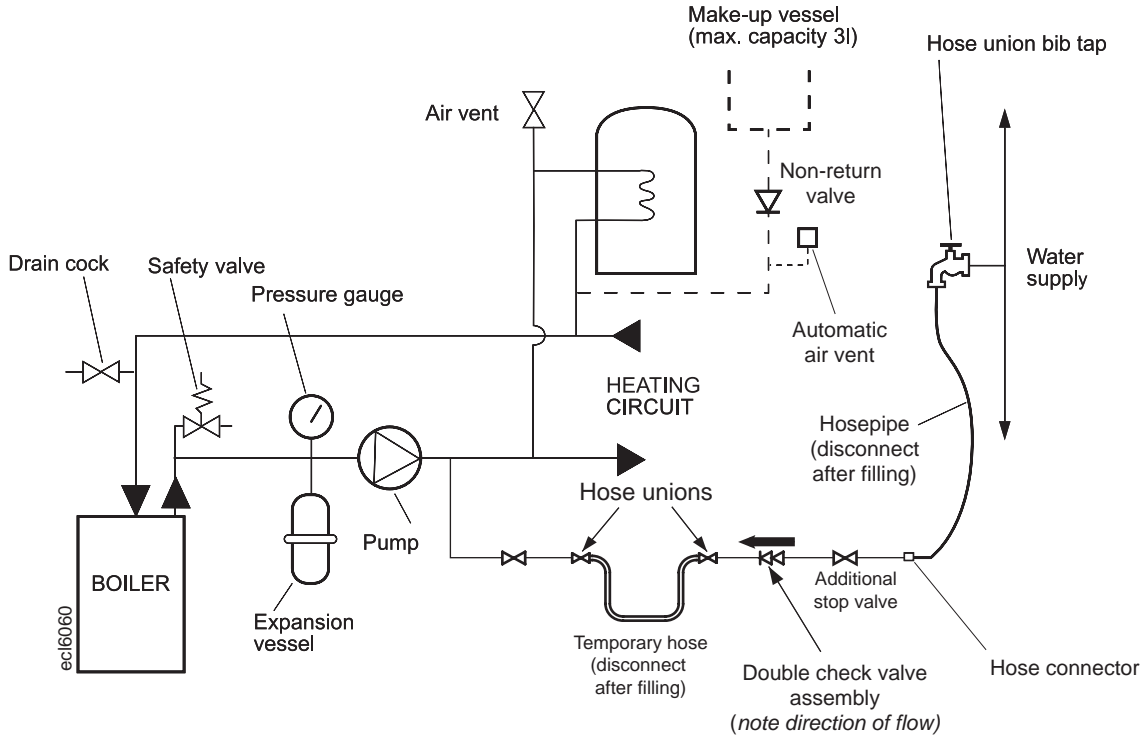 Make-up vessel
(max. capacity 3l)
Hose union bib tap
Air vent
Non-return
valve
Drain cock
Safety valve
Pressure gauge
Water
supply
Automatic
air vent
HEATING
CIRCUIT
Hosepipe
(disconnect
after filling)
Hose unions
Pump
BOILER
Additional
stop valve
Expansion
vessel
ecl6060
Temporary hose
(disconnect
after filling)
Double check valve
assembly
(note direction of flow)
Hose connector